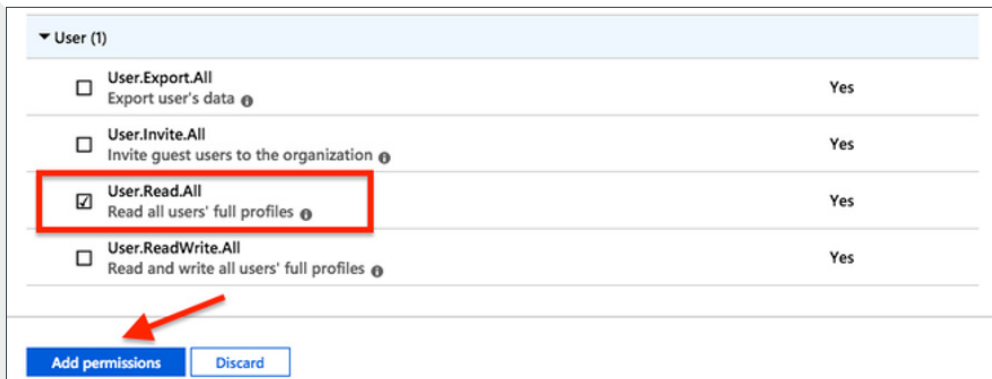 User (1)
User.Export.All
Export user's data
Yes
User.Invite.All
Invite guest users to the organization
Yes
User.Read.All
Read all users' full profiles
Yes
User.ReadWrite.All
Read and write all users' full profiles
Yes
Add permissions
Discard